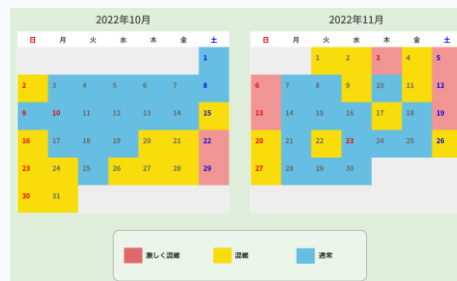 2022年10月
日 月 火 水 木 金 土
1
2 3 4 5 6 7 8
9 10 11 12 13 14 15
16 17 18 19 20 21 22
23 24 25 26 27 28 29
30 31
2022年11月
日 月 火 水 木 金 土
1 2 3 4 5
6 7 8 9 10 11 12
13 14 15 16 17 18 19
20 21 22 23 24 25 26
27 28 29 30
激しく混雑 混雑 通常